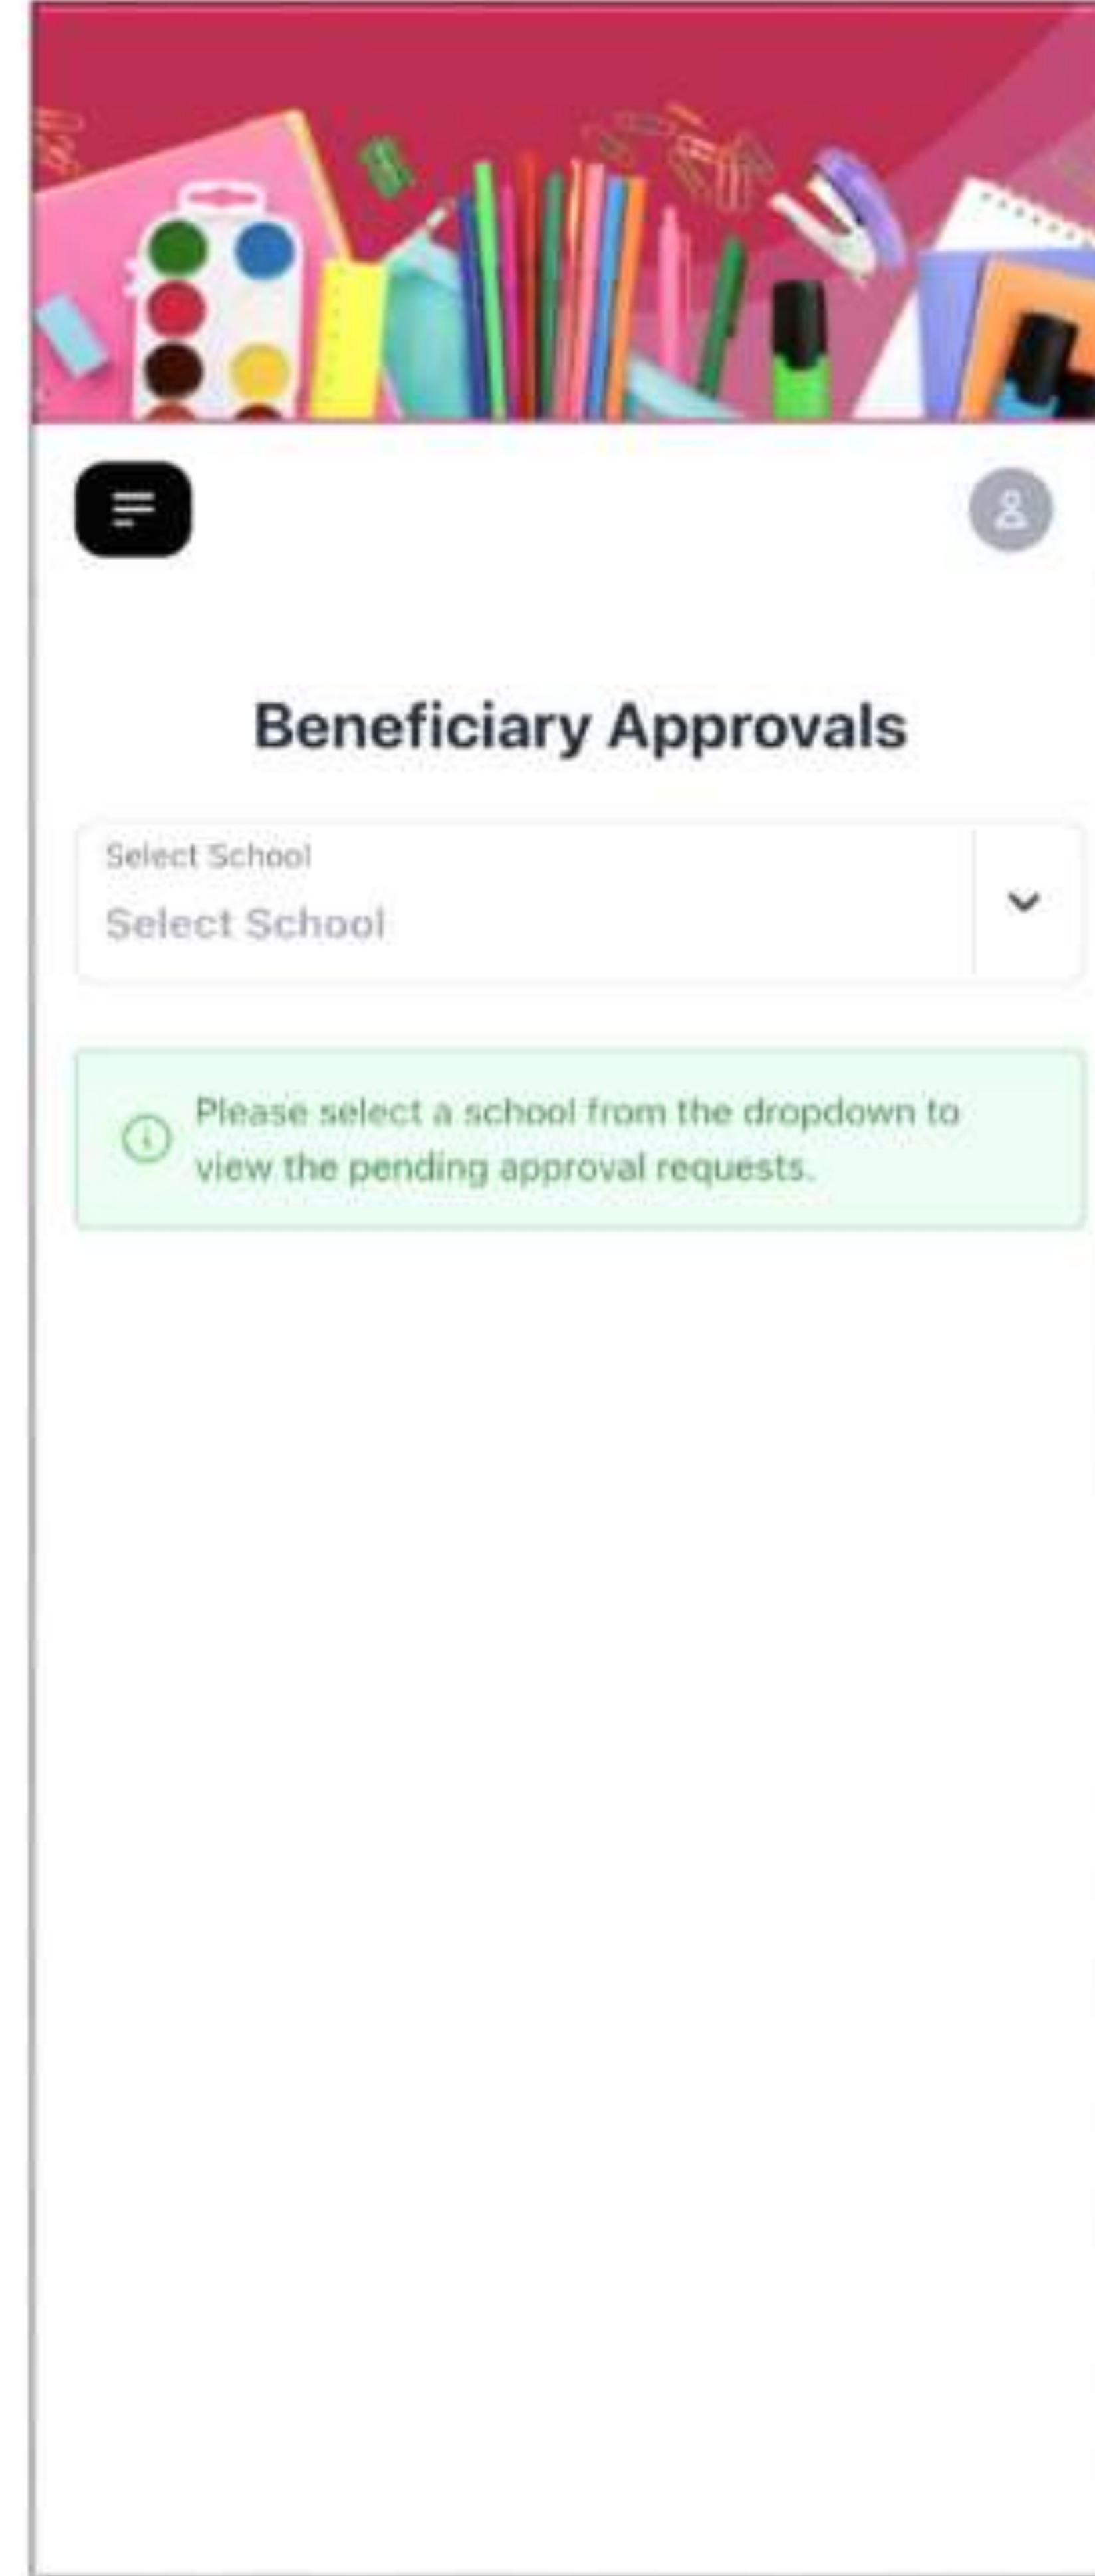 Beneficiary Approvals
Select School
Select School
Please select a school from the dropdown to
view the pending approval requests.